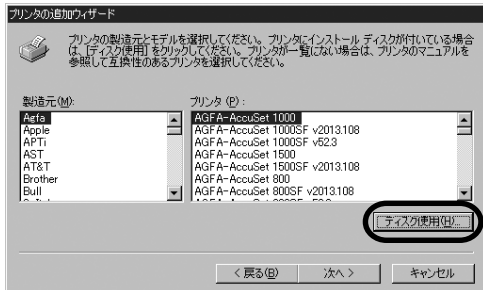 プリンタの追加ウィザード
プリンタの製造元とモデルを選択してください。プリンタにインストール ディスクが付いている場合
は、[ディスク使用] をクリックしてください。プリンタが一覧にない場合は、プリンタのマニュアルを
参照して互換性のあるプリンタを選択してください。
製造元(M):
プリンタ (P) :
Agfa
Apple
APTi
AST
AT&T
Brother
Bull
AGFA-AccuSet 1000
AGFA-AccuSet 1000SF v2013.108
AGFA-AccuSet 1000SF v52.3
AGFA-AccuSet 1500
AGFA-AccuSet 1500SF v2013.108
AGFA-AccuSet 800
AGFA-AccuSet 800SF v2013.108
ディスク使用(H)...
< 戻る(B)
次へ >
キャンセル